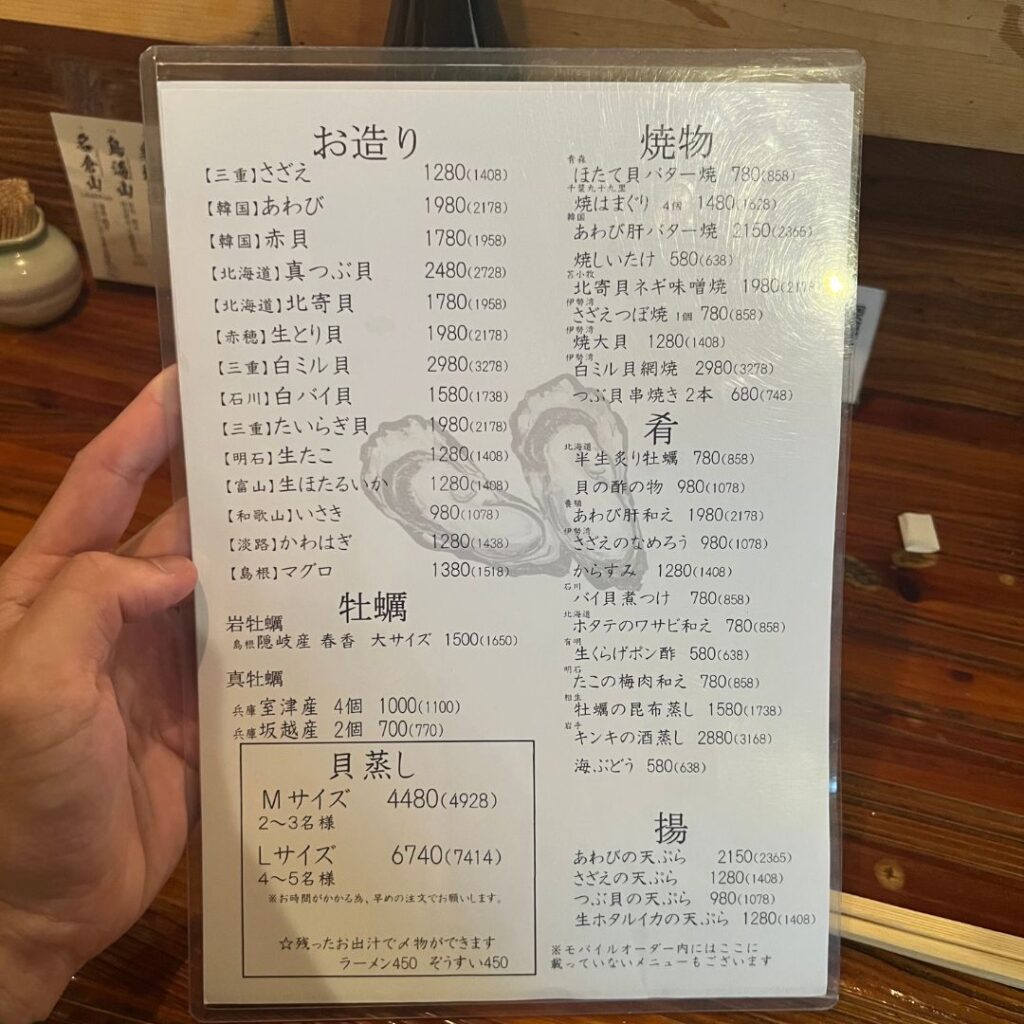 お造り
【三重】さざえ 1280(1408)
【韓国】あわび 1980(2178)
【韓国】赤貝 1780(1958)
【北海道】真つぶ貝 2480(2728)
【北海道】北寄貝 1780(1958)
【赤穂】生とり貝 1980(2178)
【三重】白ミル貝 2980(3278)
【石川】白バイ貝 1580(1738)
【三重】たいらぎ貝 1980(2178)
【明石】生たこ 1280(1408)
【富山】生ほたるいか 1280(1408)
【和歌山】いさき 980(1078)
【淡路】かわはぎ 1280(1438)
【島根】マグロ 1380(1518)
牡蠣
岩牡蠣
島根隠岐産 春香 大サイズ 1500(1650)
真牡蠣
兵庫室津産 4個 1000(1100)
兵庫坂越産 2個 700(770)
貝蒸し
Mサイズ 4480(4928)
2〜3名様
Lサイズ 6740(7414)
4〜5名様
※お時間がかかる為、早めの注文でお願いします。
☆残ったお出汁で〆物ができます
ラーメン450 ぞうすい450
焼物
青森
ほたて貝バター焼 780(858)
千葉九十九里
焼はまぐり 4個 1480(1628)
韓国
あわび肝バター焼 2150(2365)
焼しいたけ 580(638)
苫小牧
北寄貝ネギ味噌焼 1980(2178)
伊勢湾
さざえつぼ焼 1個 780(858)
伊勢湾
焼大貝 1280(1408)
伊勢湾
白ミル貝網焼 2980(3278)
つぶ貝串焼き2本 680(748)
肴
北海道
半生炙り牡蠣 780(858)
貝の酢の物 980(1078)
あわび肝和え 1980(2178)
伊勢湾
さざえのなめろう 980(1078)
からすみ 1280(1408)
石川
バイ貝煮つけ 780(858)
北海道
ホタテのワサビ和え 780(858)
有明
生くらげポン酢 580(638)
明石
たこの梅肉和え 780(858)
相生
牡蠣の昆布蒸し 1580(1738)
岩手
キンキの酒蒸し 2880(3168)
海ぶどう 580(638)
揚
あわびの天ぷら 2150(2365)
さざえの天ぷら 1280(1408)
つぶ貝の天ぷら 980(1078)
生ホタルイカの天ぷら 1280(1408)
※モバイルオーダー内にはここに
載っていないメニューもございます
鳥海山
名倉山